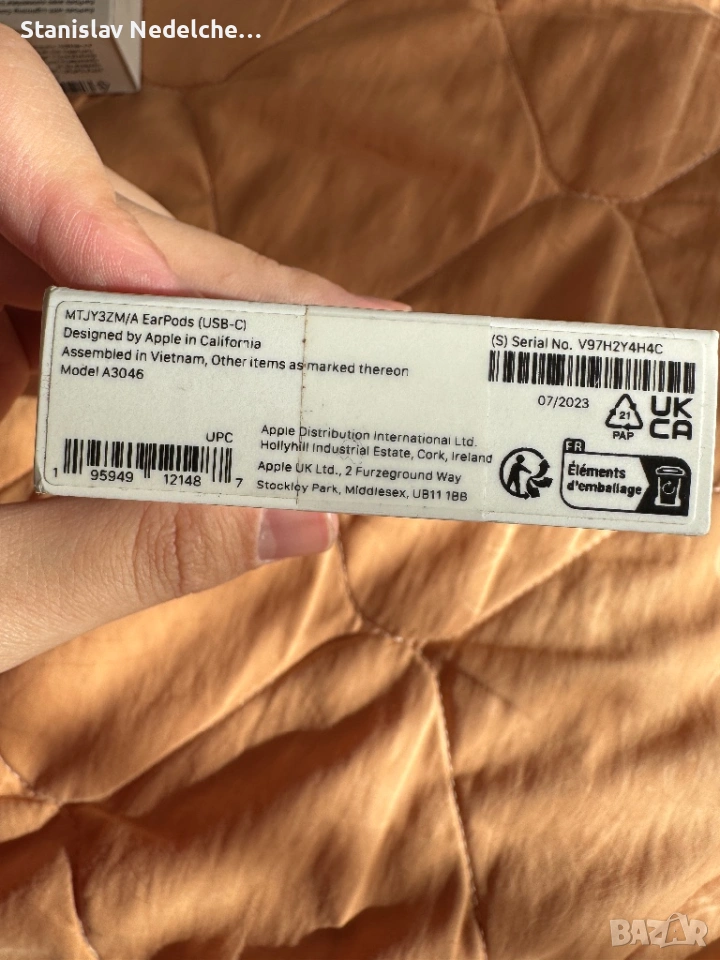 Stanislav Nedelche...
MTJY3ZM/A EarPods (USB-C)
Designed by Apple in California
Assembled in Vietnam, Other items as marked thereon
Model A3046
(S) Serial No. V97H2Y4H4C
07/2023
21
PAP
UK
CA
UPC
1 95949 12148 7
Apple Distribution International Ltd.
Hollyhill Industrial Estate, Cork, Ireland
Apple UK Ltd., 2 Furzeground Way
Stockley Park, Middlesex, UB11 1BB
FR
Éléments
d'emballage
BAZAR